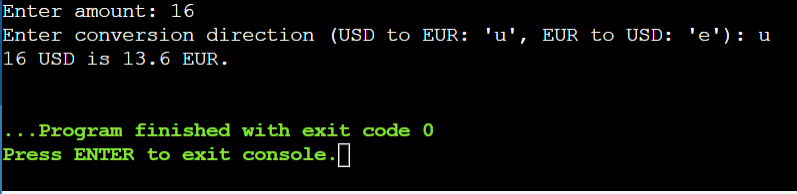 Enter amount: 16
Enter conversion direction (USD to EUR: 'u', EUR to USD: 'e'): u
16 USD is 13.6 EUR.
...Program finished with exit code 0
Press ENTER to exit console.